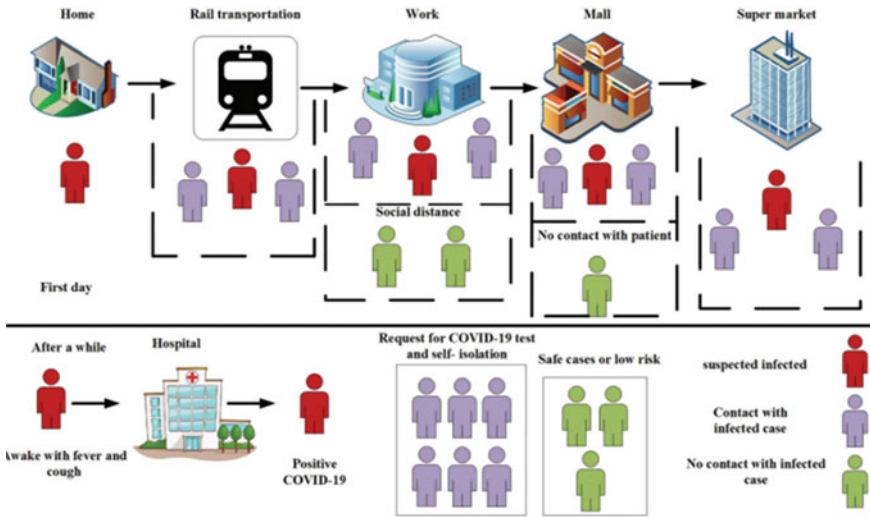 Home
Rail transportation
Work
Mall
Super market
Social distance
No contact with patient
First day
After a while
Hospital
Request for COVID-19 test
and self- isolation
Safe cases or low risk
suspected infected
Contact with
infected case
No contact with infected
case
Awake with fever and
cough
Positive
COVID-19